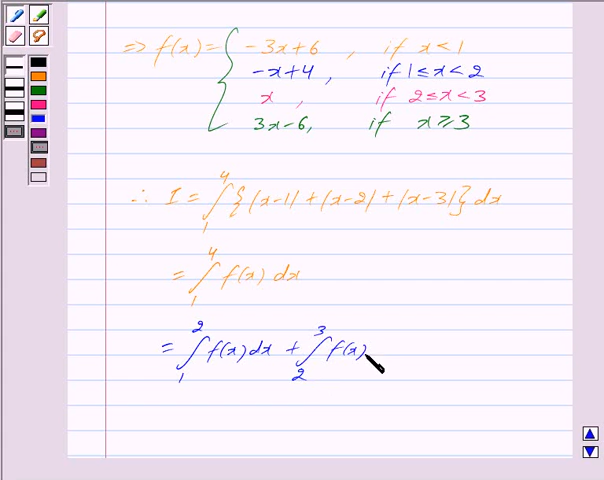 ⇒ f(x) = { -3x+6 , if x < 1
-x+4 , if 1 ≤ x < 2
x , if 2 ≤ x < 3
3x-6, if x ≥ 3
∴ I = ∫₁⁴ {|x-1| + |x-2| + |x-3|} dx
= ∫₁⁴ f(x) dx
= ∫₁² f(x) dx + ∫₂³ f(x)